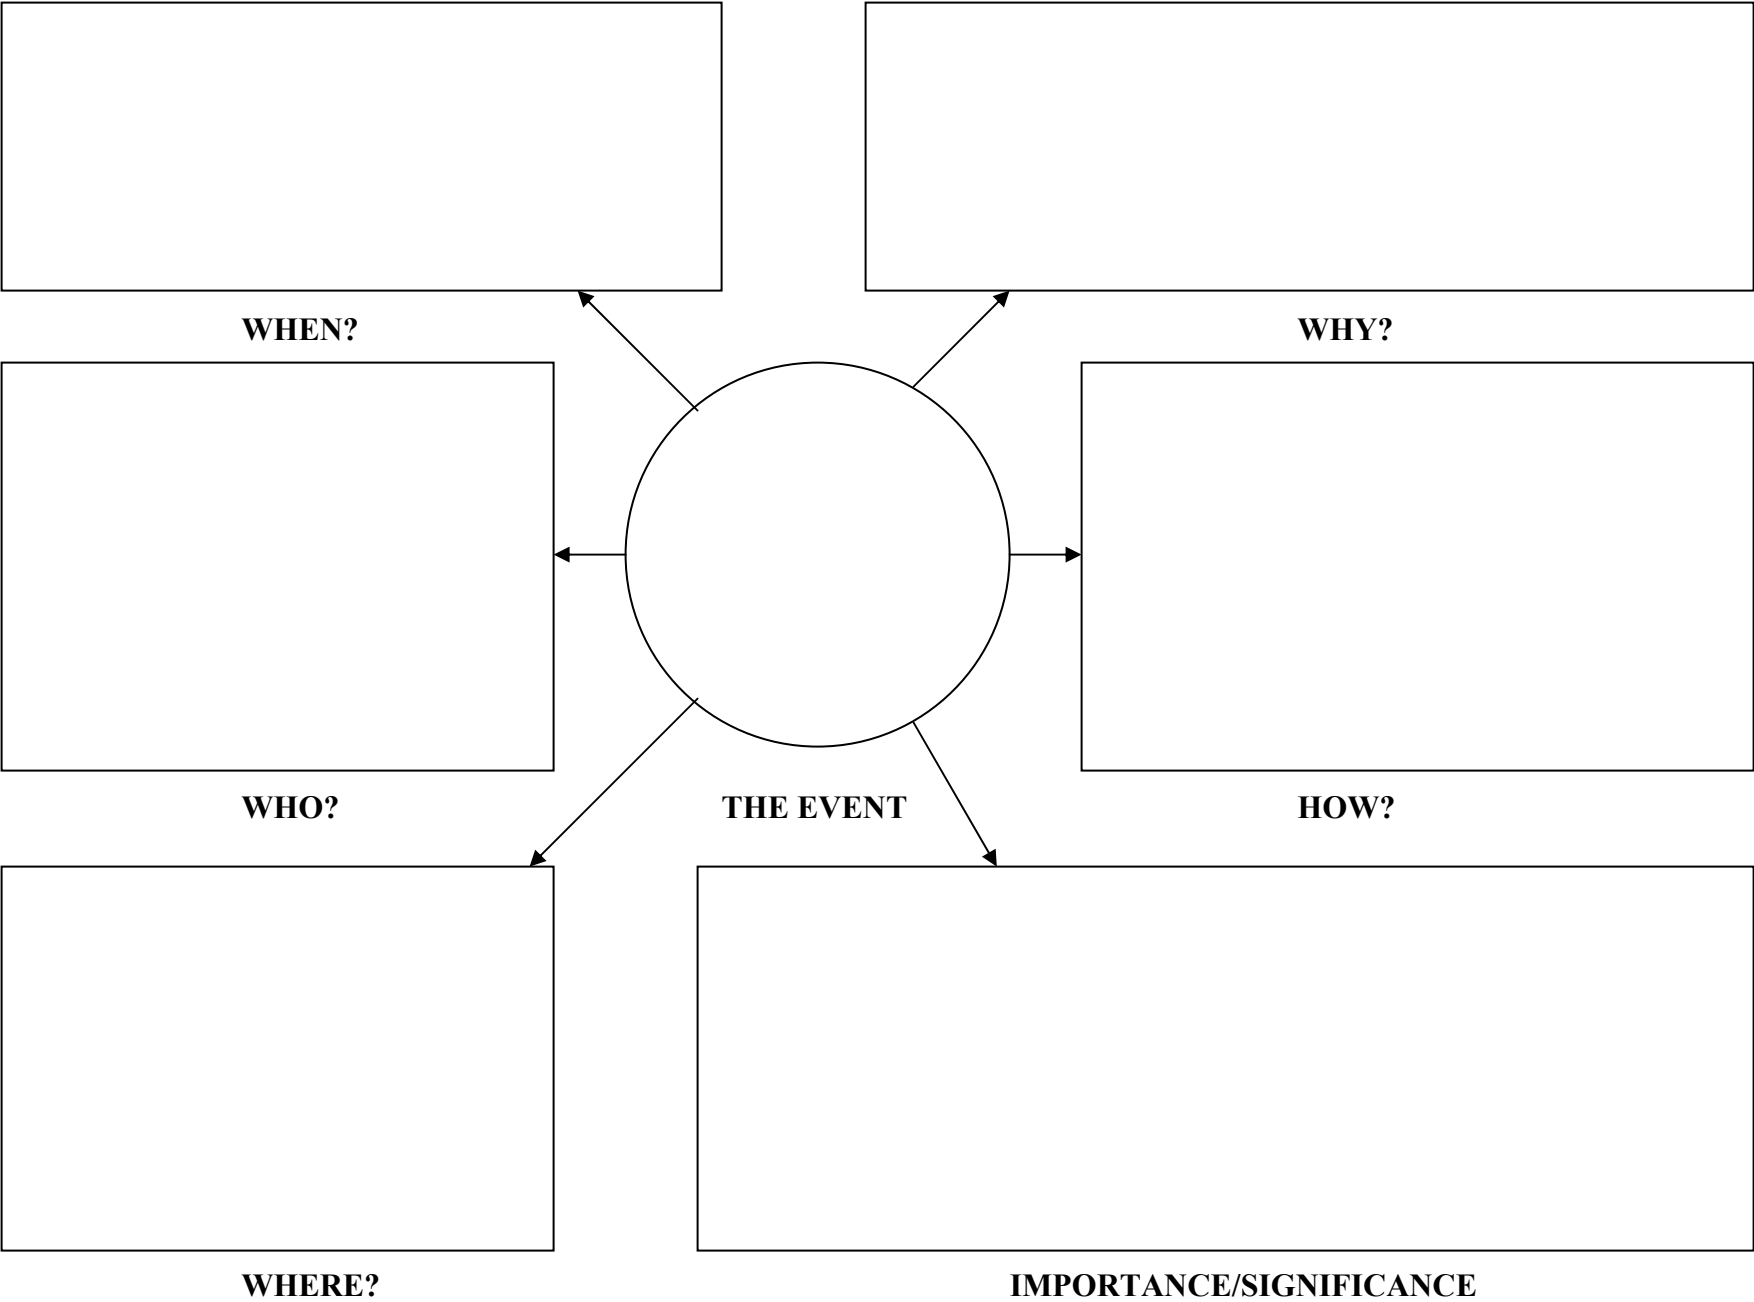 WHEN?
WHY?
WHO?
THE EVENT
HOW?
WHERE?
IMPORTANCE/SIGNIFICANCE